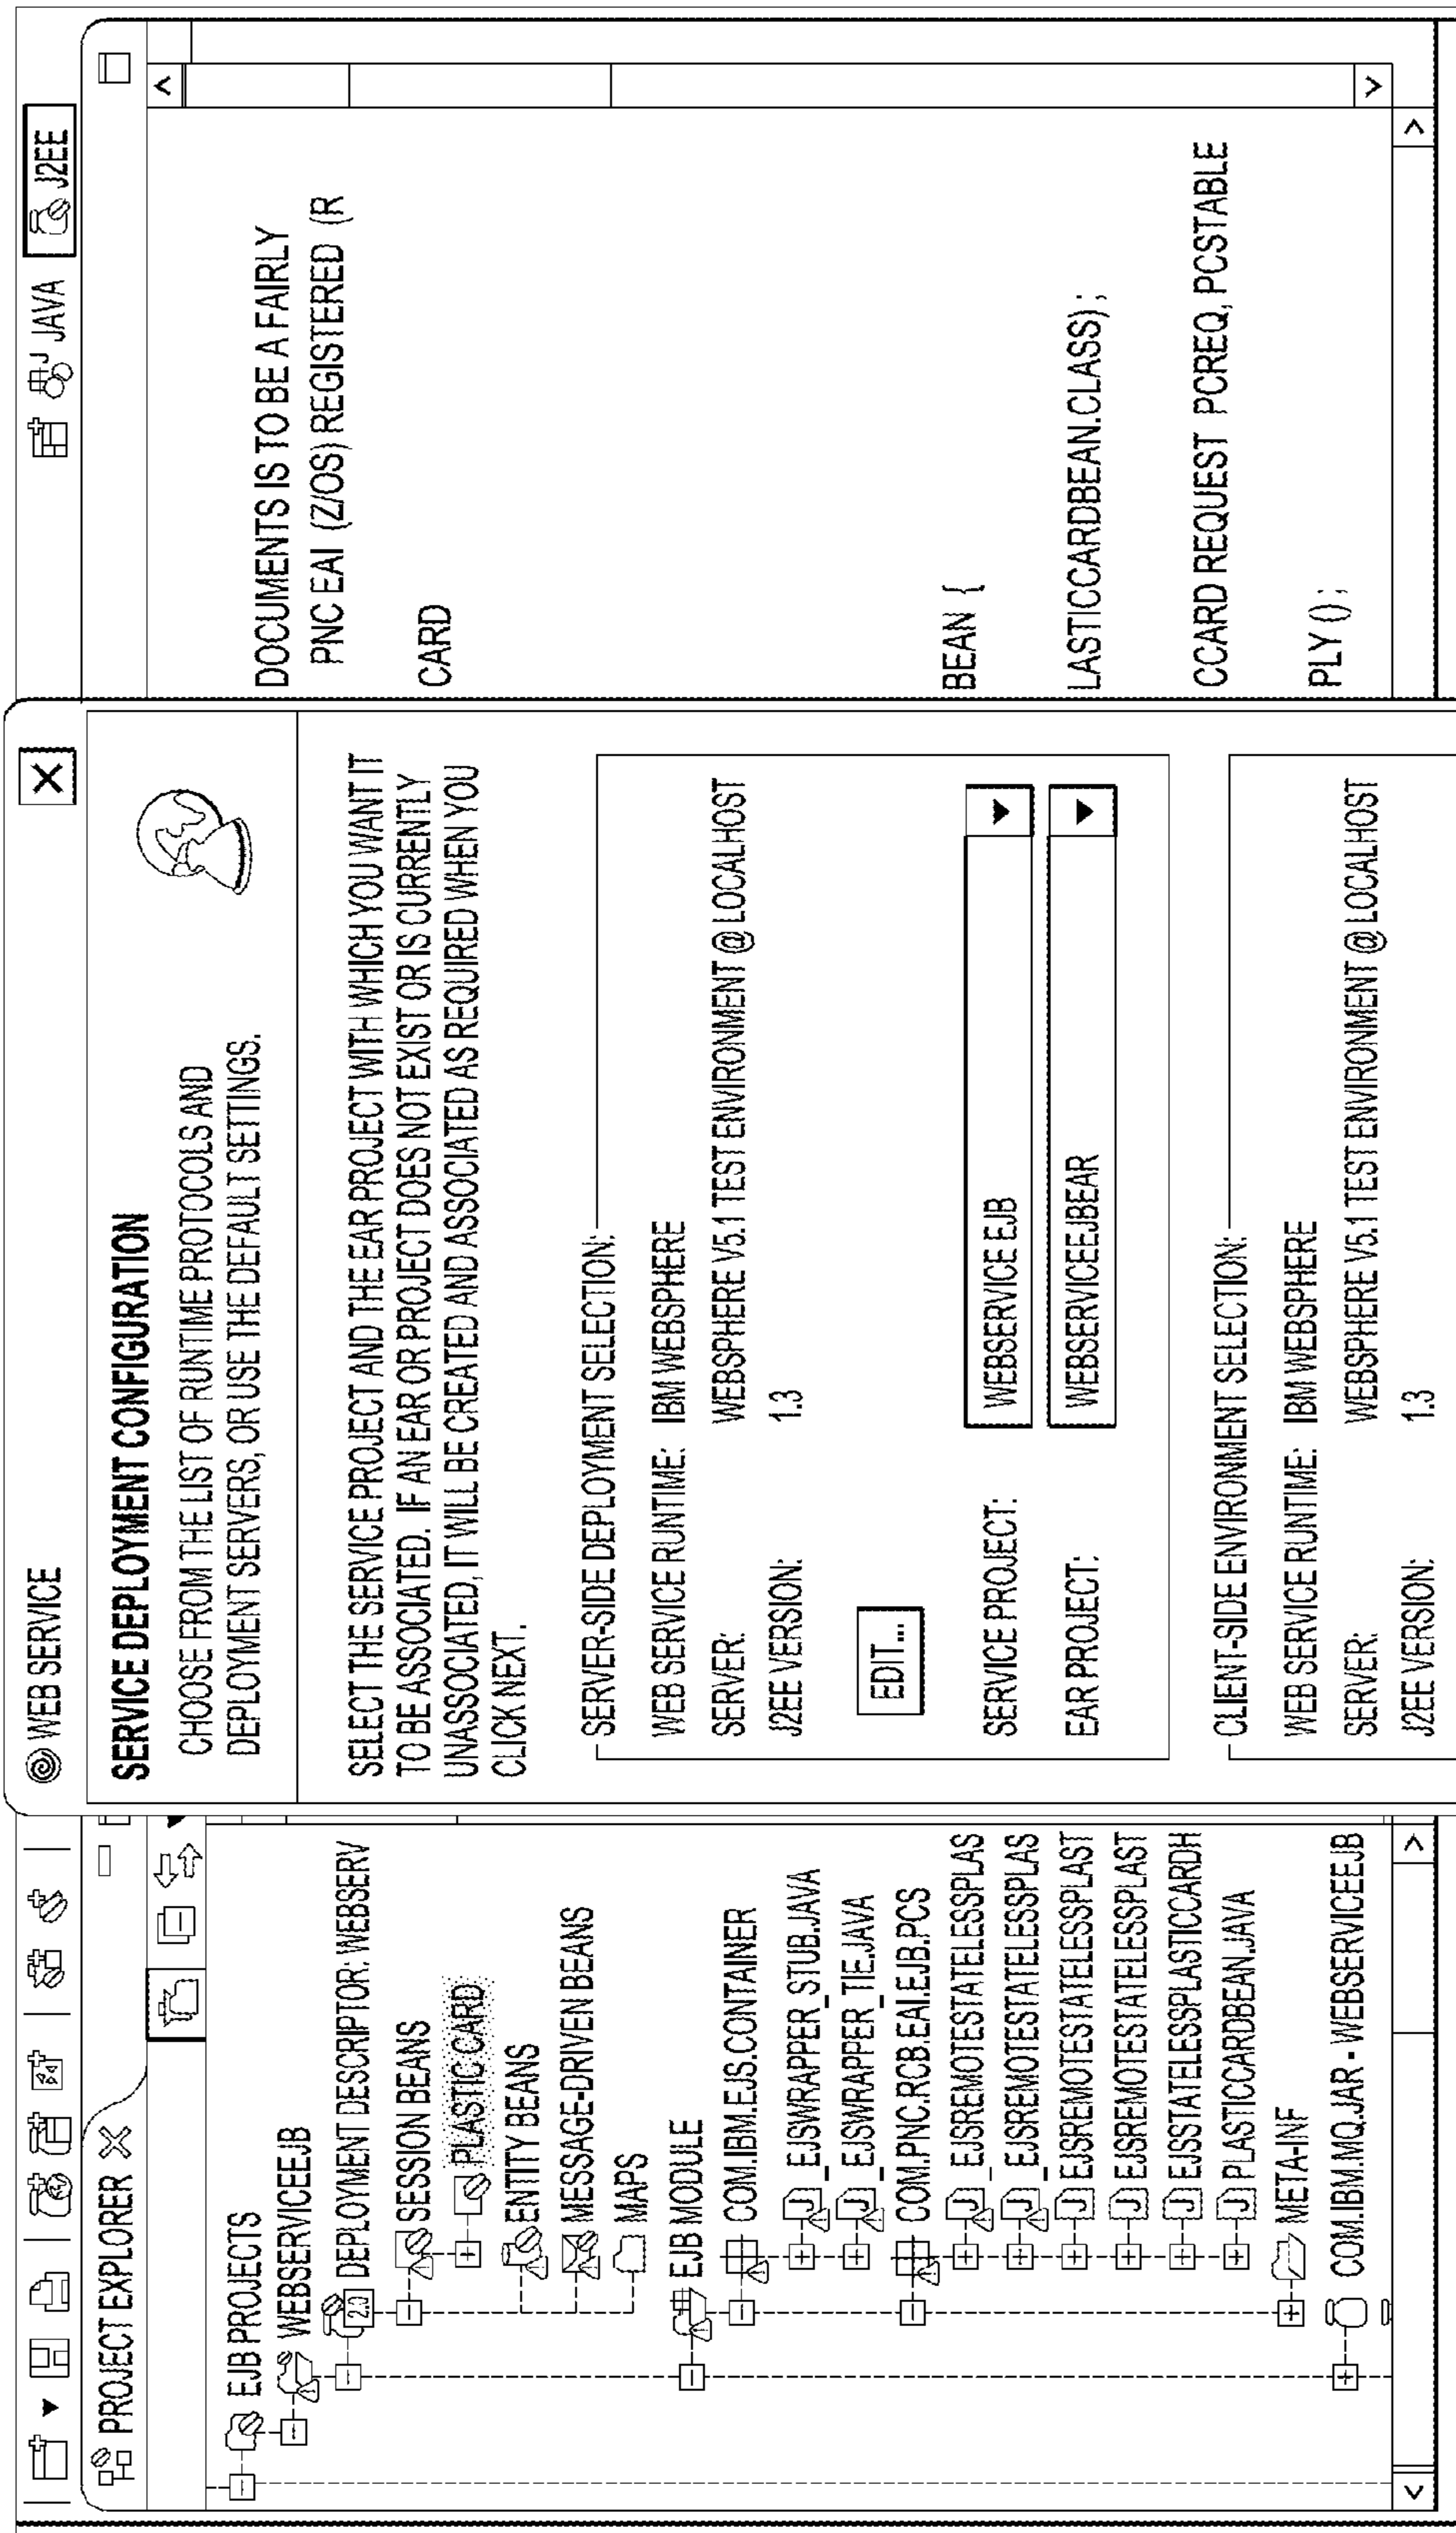 JAVA
J2EE
PROJECT EXPLORER
EJB PROJECTS
WEBSERVICEEJB
DEPLOYMENT DESCRIPTOR: WEBSERV
2.0
SESSION BEANS
PLASTIC CARD
ENTITY BEANS
MESSAGE-DRIVEN BEANS
MAPS
EJB MODULE
COM.IBM.EJS.CONTAINER
_EJSWRAPPER_STUB.JAVA
_EJSWRAPPER_TIE.JAVA
COM.PNC.RCB.EAI.EJB.PCS
_EJSREMOTESTATELESSPLAS
_EJSREMOTESTATELESSPLAS
EJSREMOTESTATELESSPLAST
EJSREMOTESTATELESSPLAST
EJSSTATELESSPLASTICCARDH
PLASTICCARDBEAN.JAVA
META-INF
COM.IBM.MQ.JAR - WEBSERVICEEJB
WEB SERVICE
X
SERVICE DEPLOYMENT CONFIGURATION
CHOOSE FROM THE LIST OF RUNTIME PROTOCOLS AND
DEPLOYMENT SERVERS, OR USE THE DEFAULT SETTINGS.
SELECT THE SERVICE PROJECT AND THE EAR PROJECT WITH WHICH YOU WANT IT
TO BE ASSOCIATED. IF AN EAR OR PROJECT DOES NOT EXIST OR IS CURRENTLY
UNASSOCIATED, IT WILL BE CREATED AND ASSOCIATED AS REQUIRED WHEN YOU
CLICK NEXT.
SERVER-SIDE DEPLOYMENT SELECTION:
WEB SERVICE RUNTIME: IBM WEBSPHERE
SERVER: WEBSPHERE V5.1 TEST ENVIRONMENT @ LOCALHOST
J2EE VERSION: 1.3
EDIT...
SERVICE PROJECT: WEBSERVICE EJB
EAR PROJECT: WEBSERVICEEJBEAR
CLIENT-SIDE ENVIRONMENT SELECTION:
WEB SERVICE RUNTIME: IBM WEBSPHERE
SERVER: WEBSPHERE V5.1 TEST ENVIRONMENT @ LOCALHOST
J2EE VERSION: 1.3
DOCUMENTS IS TO BE A FAIRLY
PNC EAI (Z/OS) REGISTERED (R
CARD
BEAN {
LASTICCARDBEAN.CLASS) ;
CCARD REQUEST PCREQ, PCSTABLE
PLY () ;